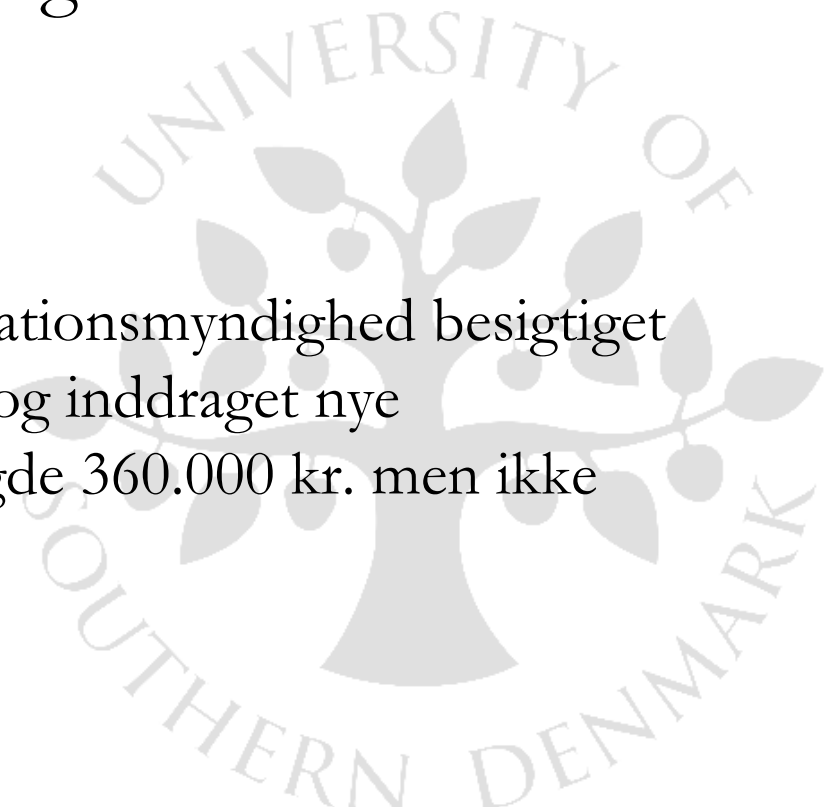 UNIVERSITY OF
ationsmyndighed besigtiget
og inddraget nye
gde 360.000 kr. men ikke
SOUTHERN DENMARK